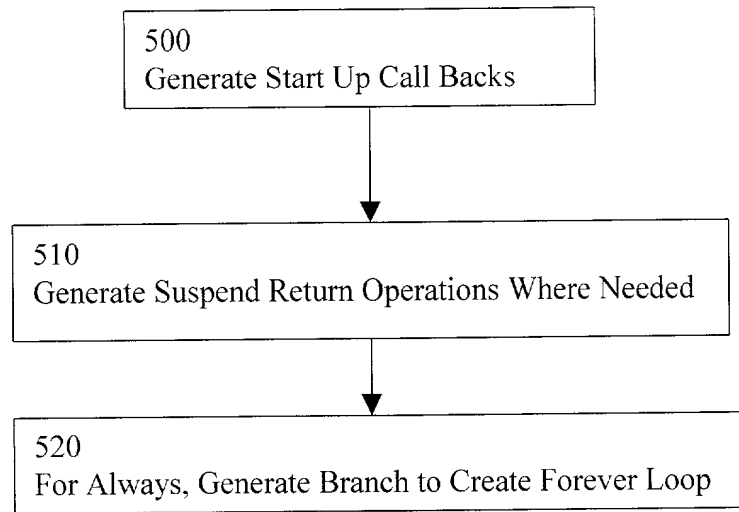 500
Generate Start Up Call Backs
510
Generate Suspend Return Operations Where Needed
520
For Always, Generate Branch to Create Forever Loop